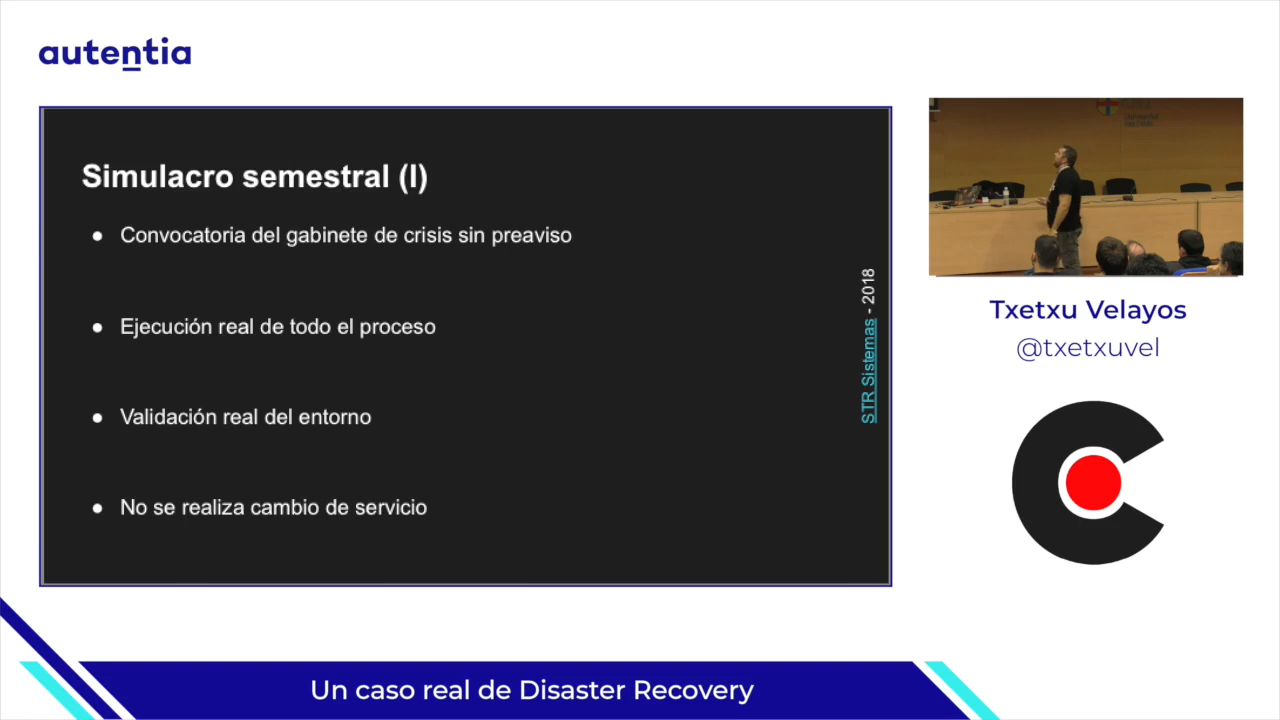 autentia
Simulacro semestral (I)
● Convocatoria del gabinete de crisis sin preaviso
● Ejecución real de todo el proceso
● Validación real del entorno
● No se realiza cambio de servicio
STR Sistemas - 2018
Txetxu Velayos
@txetxuvel
Un caso real de Disaster Recovery